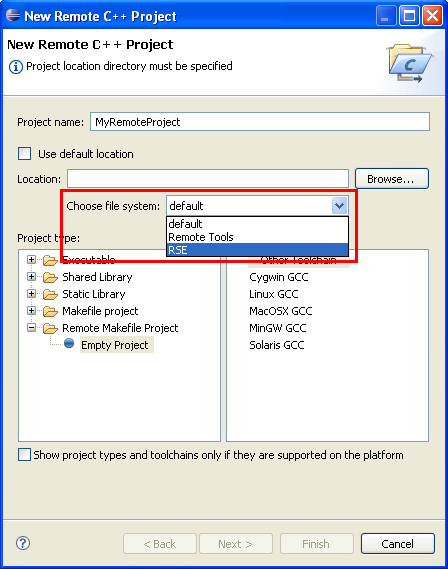 New Remote C++ Project
New Remote C++ Project
Project location directory must be specified
C
Project name: MyRemoteProject
Use default location
Location: Browse...
Choose file system: default
default
Remote Tools
RSE
Project type:
Executable
Shared Library
Static Library
Makefile project
Remote Makefile Project
Empty Project
-- Other Toolchain --
Cygwin GCC
Linux GCC
MacOSX GCC
MinGW GCC
Solaris GCC
Show project types and toolchains only if they are supported on the platform
? < Back Next > Finish Cancel